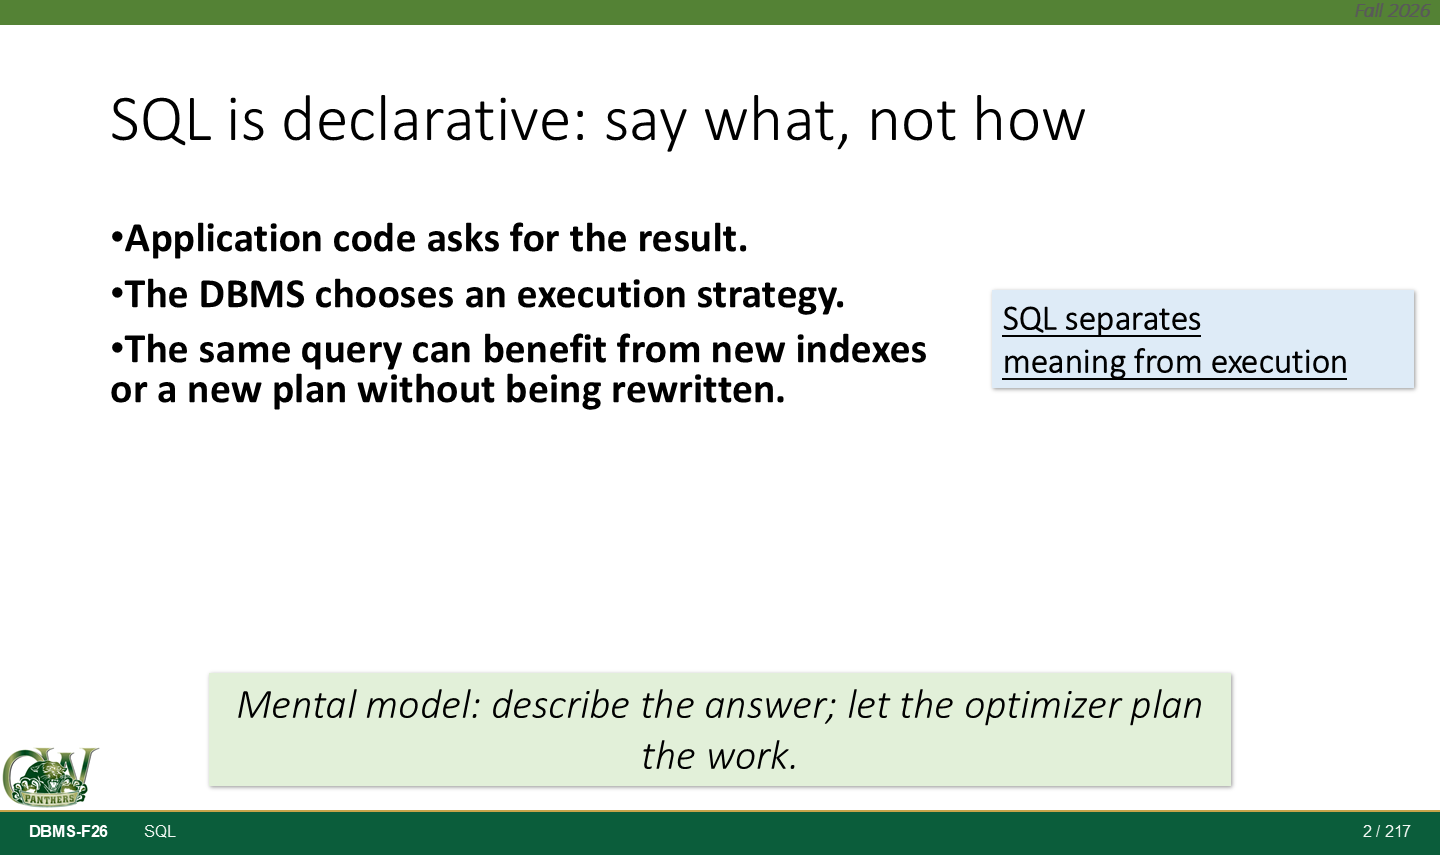 Fall 2026
SQL is declarative: say what, not how
•Application code asks for the result.
•The DBMS chooses an execution strategy.
•The same query can benefit from new indexes
or a new plan without being rewritten.
SQL separates
meaning from execution
Mental model: describe the answer; let the optimizer plan
the work.
OW
PANTHERS
DBMS-F26 SQL 2 / 217